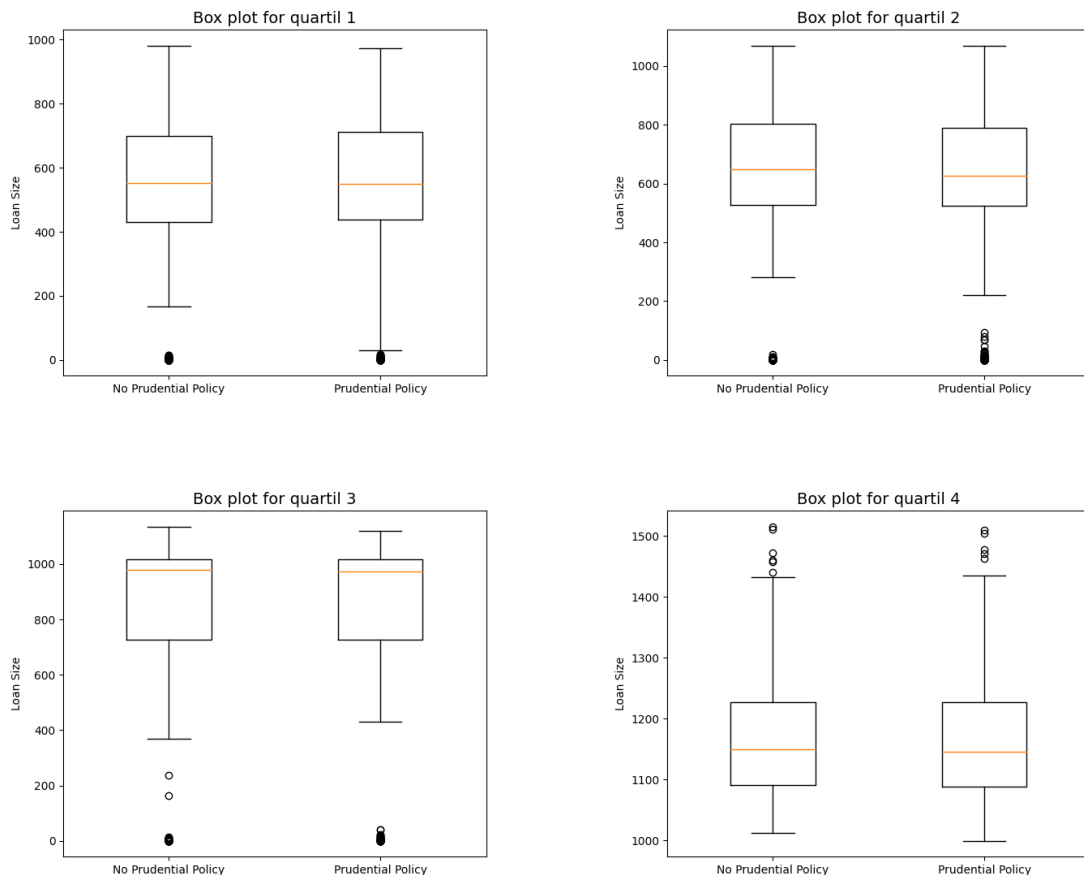 Box plot for quartil 1
1000
800
600
400
200
0
Loan Size
No Prudential Policy
Prudential Policy
Box plot for quartil 2
1000
800
600
400
200
0
Loan Size
No Prudential Policy
Prudential Policy
Box plot for quartil 3
1000
800
600
400
200
0
Loan Size
No Prudential Policy
Prudential Policy
Box plot for quartil 4
1500
1400
1300
1200
1100
1000
Loan Size
No Prudential Policy
Prudential Policy